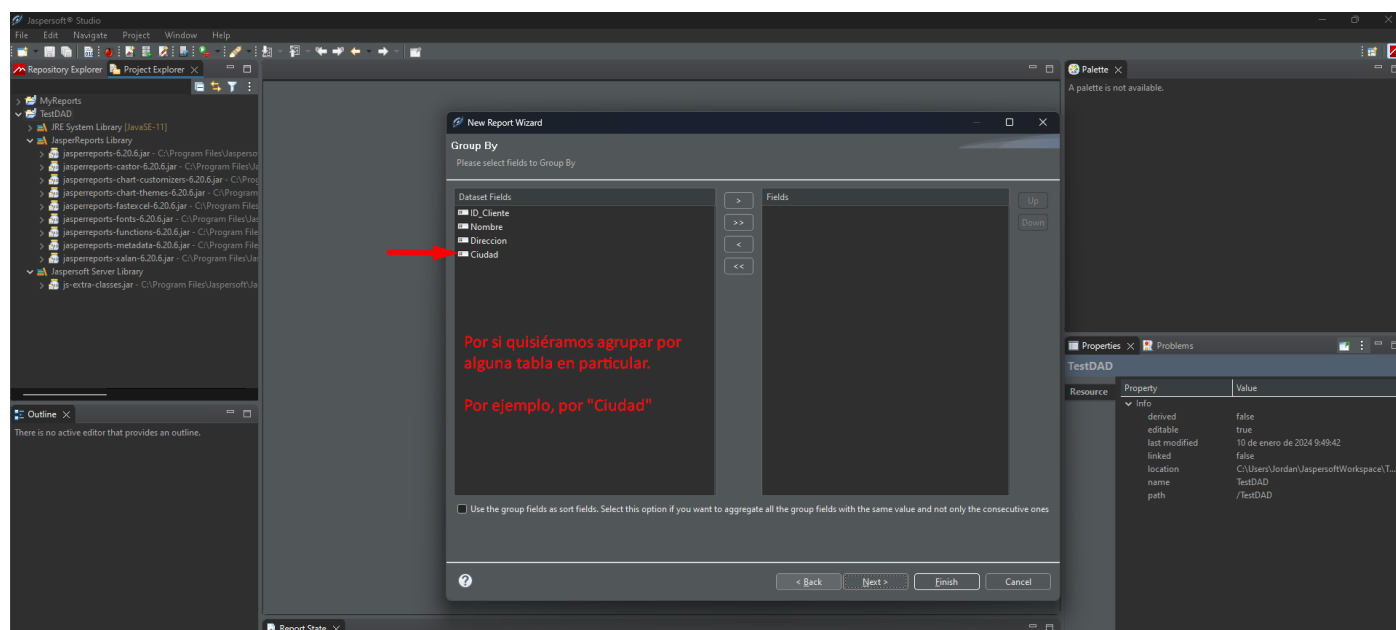 Jaspersoft® Studio
File Edit Navigate Project Window Help
Repository Explorer Project Explorer
MyReports
TestDAD
JRE System Library [JavaSE-11]
JasperReports Library
jasperreports-6.20.6.jar - C:\Program Files\Jasperso
jasperreports-castor-6.20.6.jar - C:\Program Files\Ja
jasperreports-chart-customizers-6.20.6.jar - C:\Prog
jasperreports-chart-themes-6.20.6.jar - C:\Program
jasperreports-fastexcel-6.20.6.jar - C:\Program Files
jasperreports-fonts-6.20.6.jar - C:\Program Files\Jas
jasperreports-functions-6.20.6.jar - C:\Program File
jasperreports-metadata-6.20.6.jar - C:\Program File
jasperreports-xalan-6.20.6.jar - C:\Program Files\Jas
Jaspersoft Server Library
js-extra-classes.jar - C:\Program Files\Jaspersoft\Ja
Outline
There is no active editor that provides an outline.
New Report Wizard
Group By
Please select fields to Group By
Dataset Fields
ID_Cliente
Nombre
Direccion
Ciudad
Por si quisiéramos agrupar por
alguna tabla en particular.
Por ejemplo, por "Ciudad"
>
>>
<
<<
Fields
Up
Down
Use the group fields as sort fields. Select this option if you want to aggregate all the group fields with the same value and not only the consecutive ones
< Back Next > Finish Cancel
Report State
Palette
A palette is not available.
Properties Problems
TestDAD
Resource
Property Value
Info
derived false
editable true
last modified 10 de enero de 2024 9:49:42
linked false
location C:\Users\Jordan\JaspersoftWorkspace\T...
name TestDAD
path /TestDAD